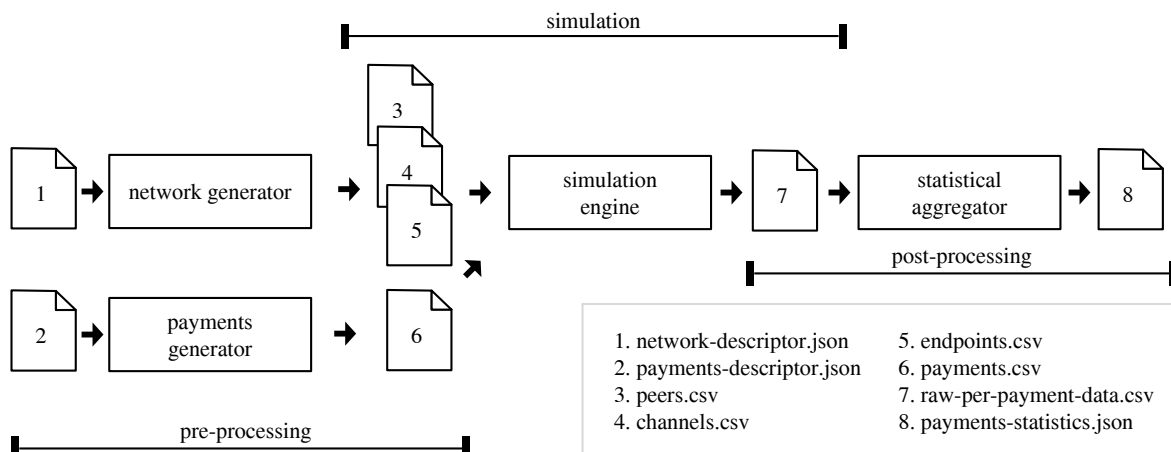 simulation
3
1
network generator
4
simulation
engine
7
statistical
aggregator
8
5
post-processing
2
payments
generator
6
1. network-descriptor.json
2. payments-descriptor.json
3. peers.csv
4. channels.csv
5. endpoints.csv
6. payments.csv
7. raw-per-payment-data.csv
8. payments-statistics.json
pre-processing